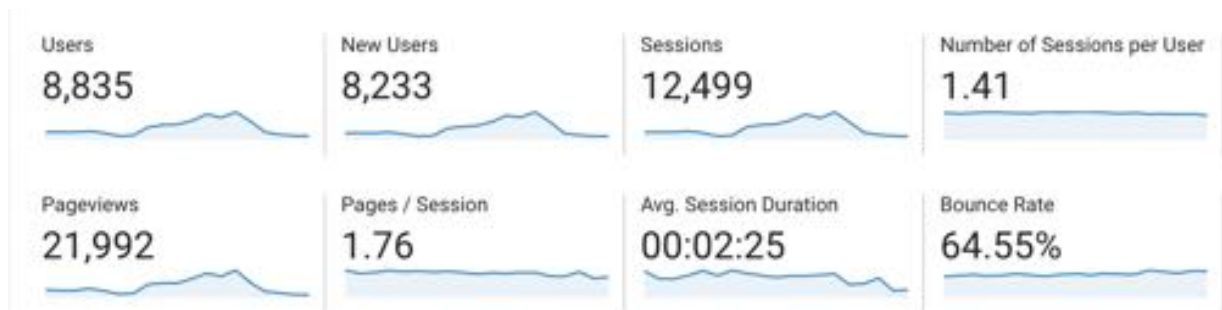 Users
8,835
New Users
8,233
Sessions
12,499
Number of Sessions per User
1.41
Pageviews
21,992
Pages / Session
1.76
Avg. Session Duration
00:02:25
Bounce Rate
64.55%